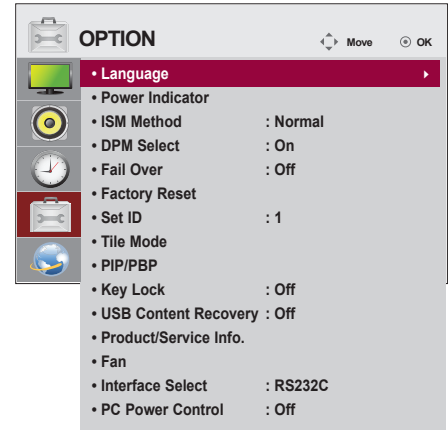 OPTION Move OK
• Language
• Power Indicator
• ISM Method : Normal
• DPM Select : On
• Fail Over : Off
• Factory Reset
• Set ID : 1
• Tile Mode
• PIP/PBP
• Key Lock : Off
• USB Content Recovery : Off
• Product/Service Info.
• Fan
• Interface Select : RS232C
• PC Power Control : Off